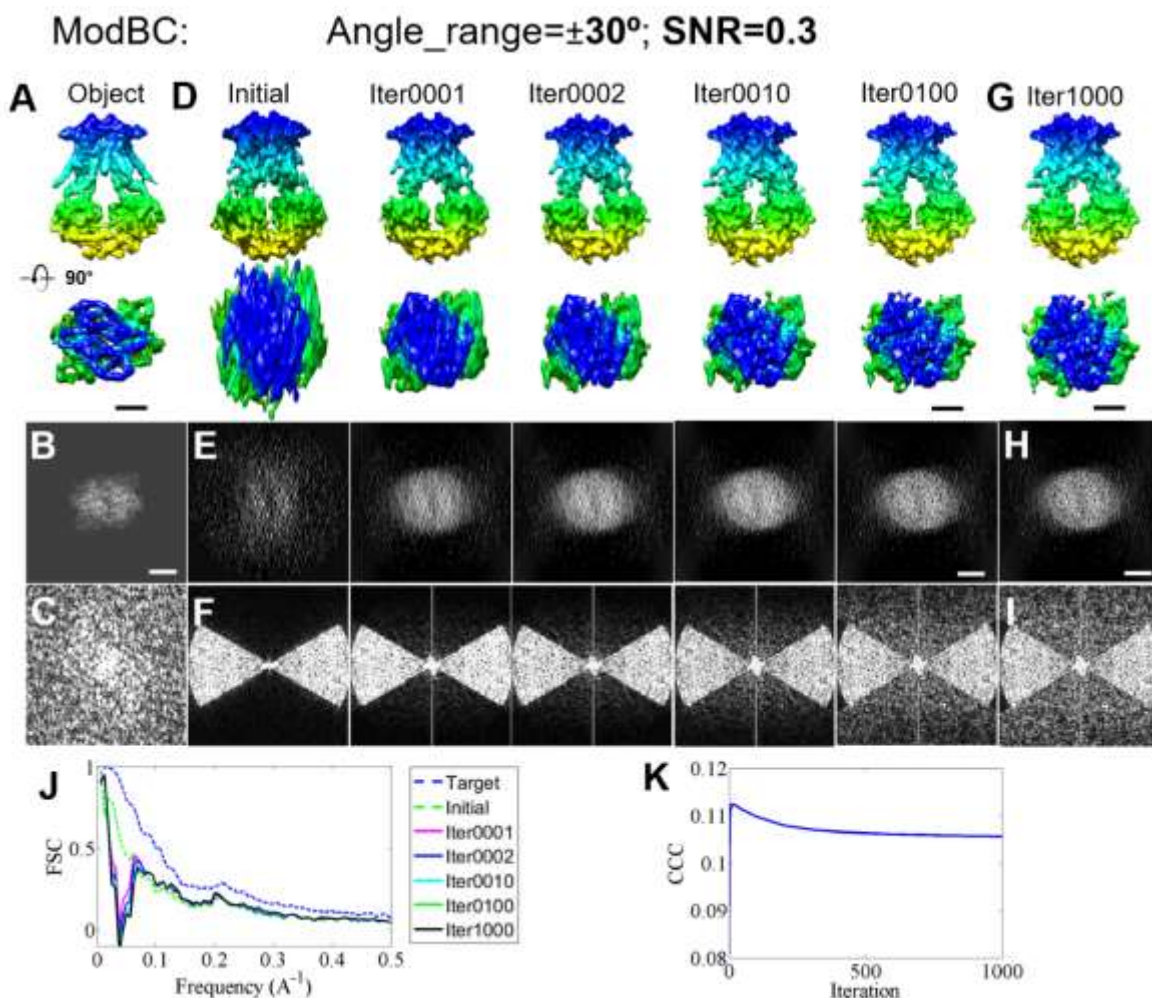 ModBC: Angle_range=±30º; SNR=0.3
A Object D Initial Iter0001 Iter0002 Iter0010 Iter0100 G Iter1000
90°
B E H
C F I
J K
1
0.5
0
FSC
0 0.1 0.2 0.3 0.4 0.5
Frequency (A⁻¹)
Target
Initial
Iter0001
Iter0002
Iter0010
Iter0100
Iter1000
0.12
0.11
0.1
0.09
0.08
CCC
0 500 1000
Iteration